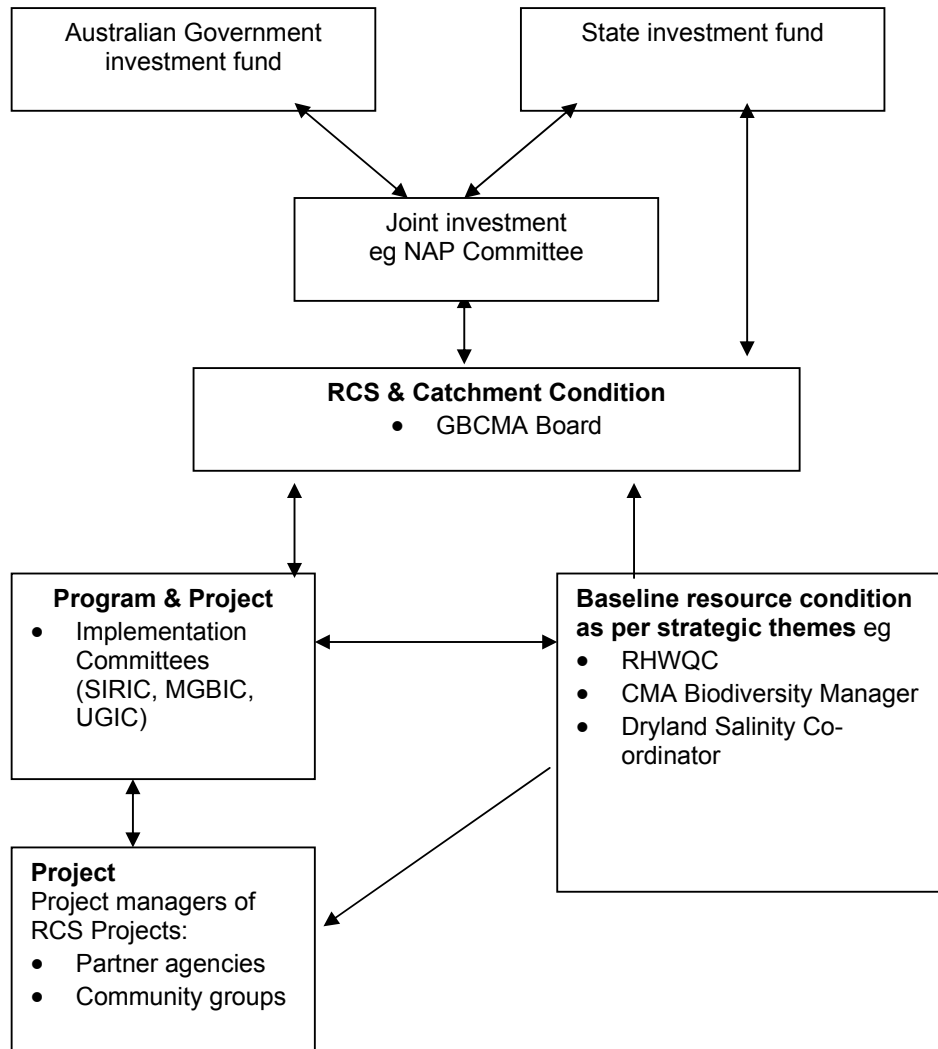 Australian Government
investment fund
State investment fund
Joint investment
eg NAP Committee
RCS & Catchment Condition
• GBCMA Board
Program & Project
• Implementation
Committees
(SIRIC, MGBIC,
UGIC)
Baseline resource condition
as per strategic themes eg
• RHWQC
• CMA Biodiversity Manager
• Dryland Salinity Co-
ordinator
Project
Project managers of
RCS Projects:
• Partner agencies
• Community groups